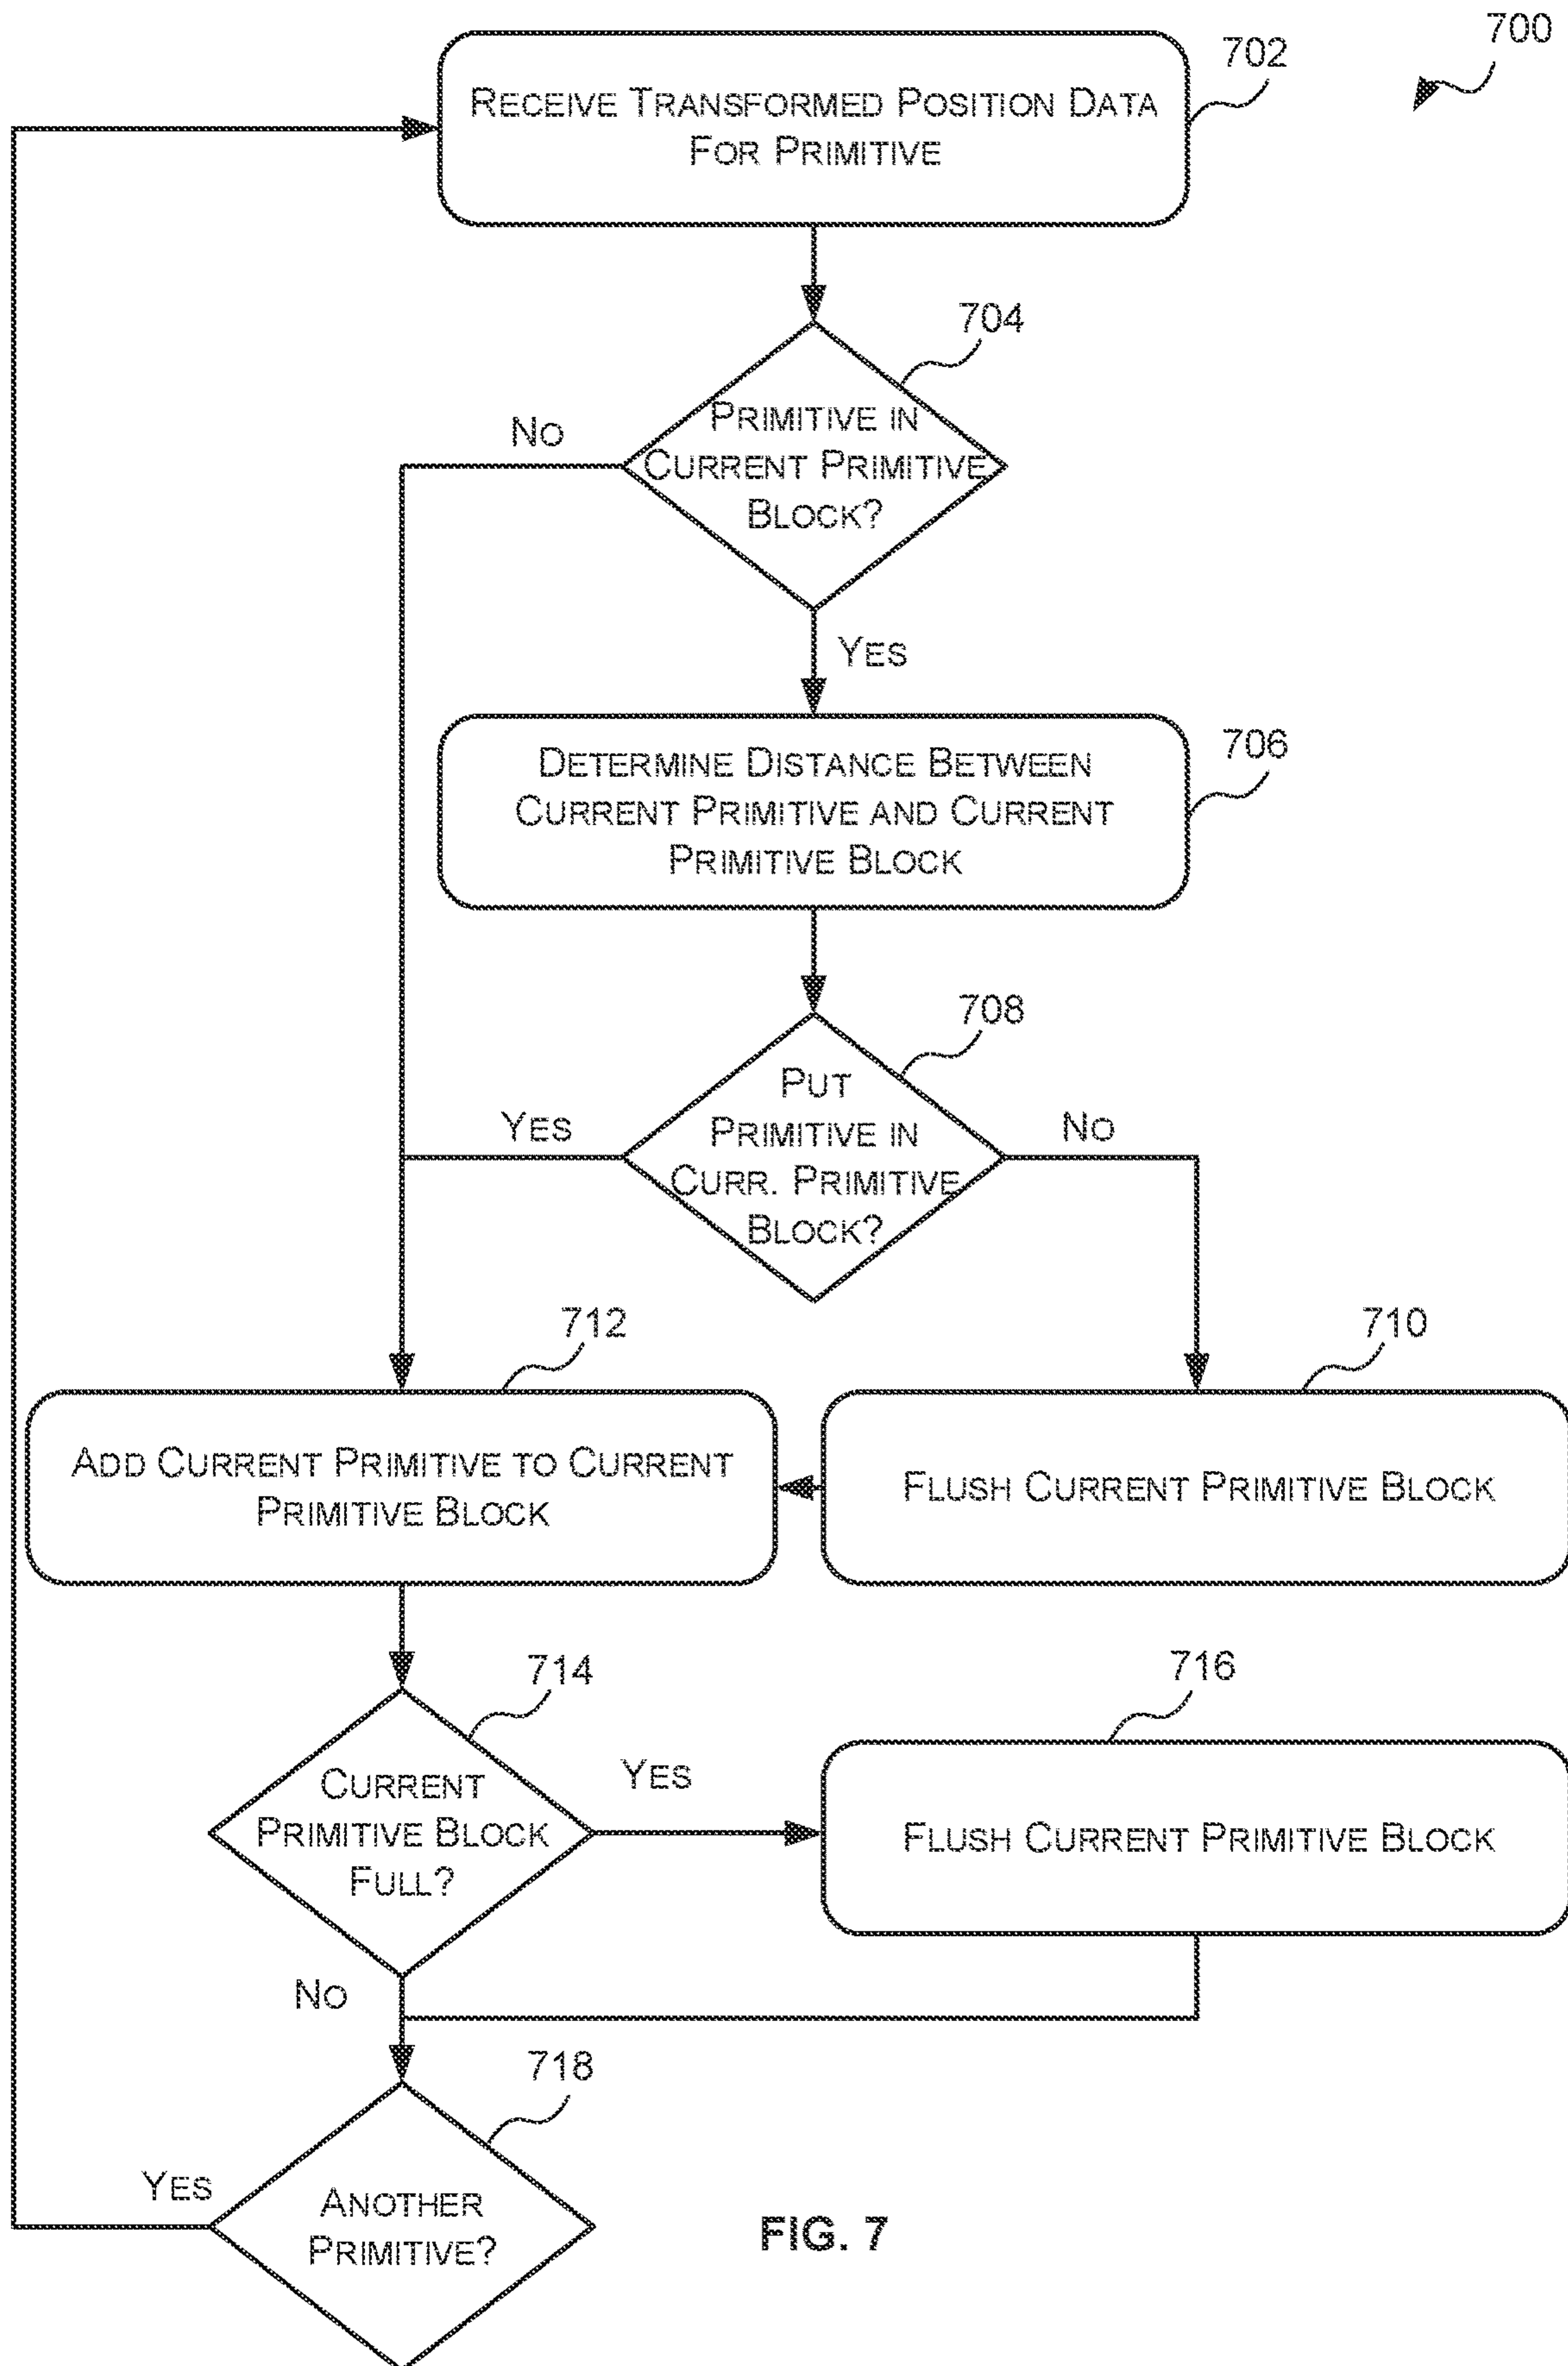 700
702
RECEIVE TRANSFORMED POSITION DATA
FOR PRIMITIVE
704
NO
PRIMITIVE IN
CURRENT PRIMITIVE
BLOCK?
YES
706
DETERMINE DISTANCE BETWEEN
CURRENT PRIMITIVE AND CURRENT
PRIMITIVE BLOCK
708
YES
PUT
PRIMITIVE IN
CURR. PRIMITIVE
BLOCK?
NO
712
710
ADD CURRENT PRIMITIVE TO CURRENT
PRIMITIVE BLOCK
FLUSH CURRENT PRIMITIVE BLOCK
714
716
CURRENT
PRIMITIVE BLOCK
FULL?
YES
FLUSH CURRENT PRIMITIVE BLOCK
NO
718
YES
ANOTHER
PRIMITIVE?
FIG. 7